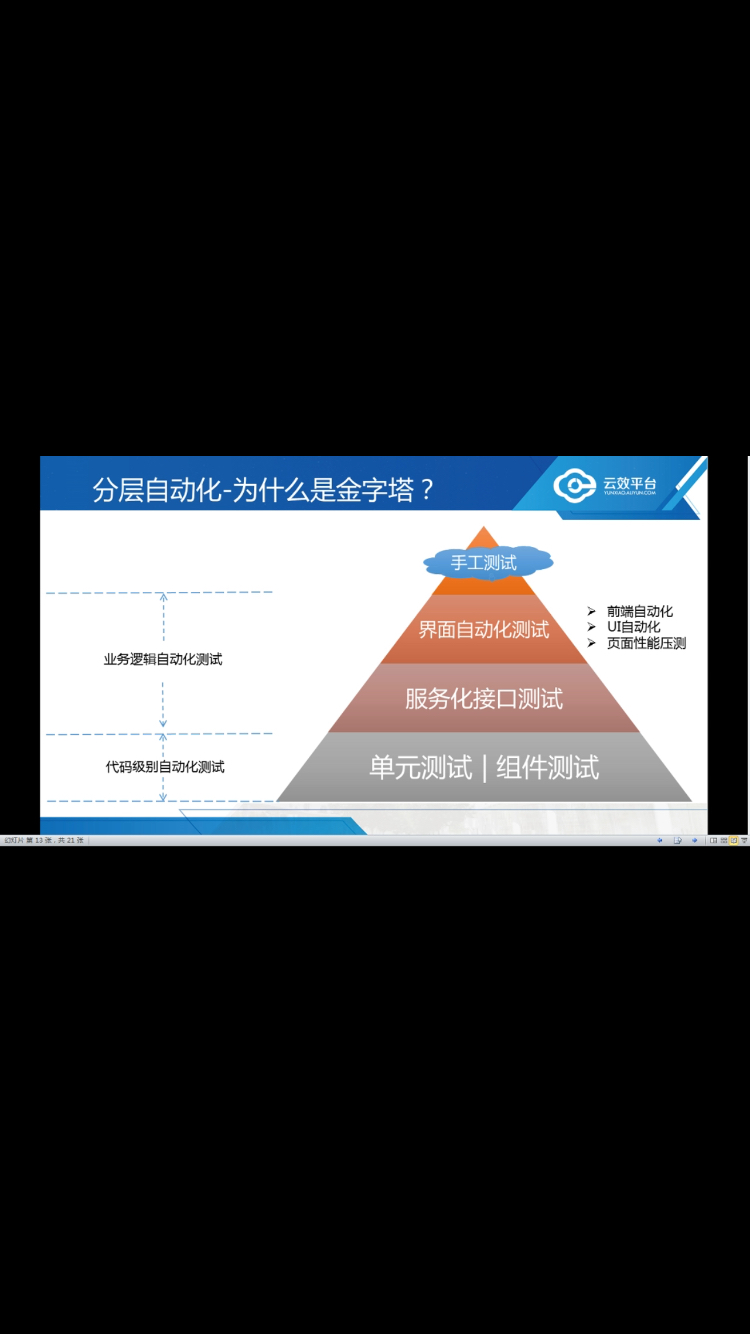 分层自动化-为什么是金字塔？
云效平台
YUNXIAO.ALIYUN.COM
手工测试
界面自动化测试
前端自动化
UI自动化
页面性能压测
业务逻辑自动化测试
服务化接口测试
代码级别自动化测试
单元测试 | 组件测试
幻灯片 第 13 张，共 21 张